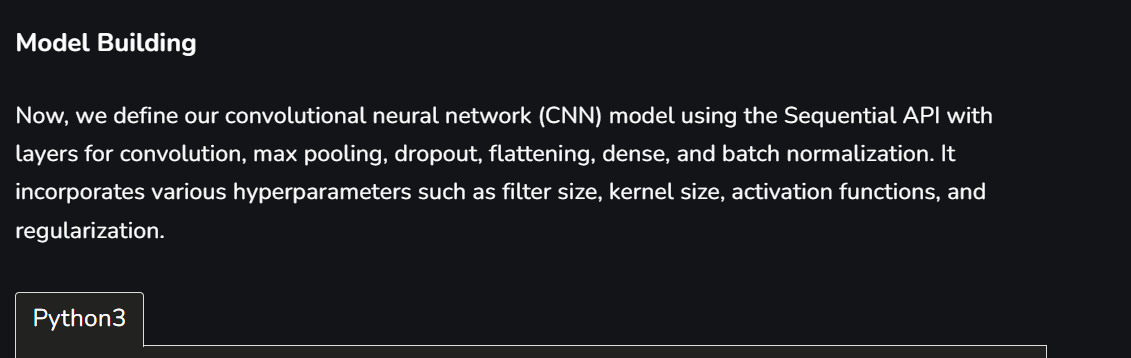 Model Building
Now, we define our convolutional neural network (CNN) model using the Sequential API with
layers for convolution, max pooling, dropout, flattening, dense, and batch normalization. It
incorporates various hyperparameters such as filter size, kernel size, activation functions, and
regularization.
Python3